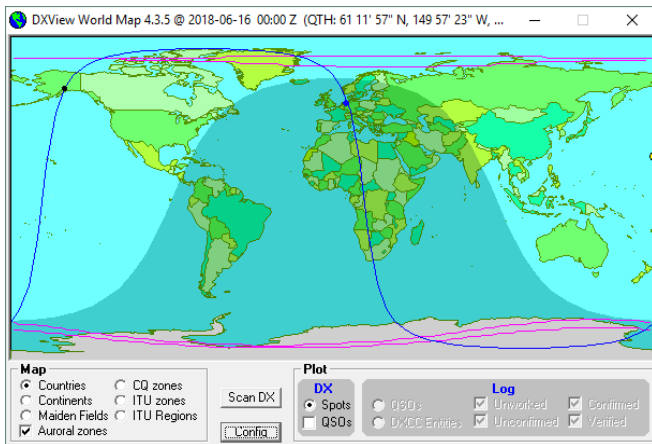 DXView World Map 4.3.5 @ 2018-06-16 00:00 Z (QTH: 61 11' 57" N, 149 57' 23" W, ...
Map
Countries
CQ zones
Continents
ITU zones
Maiden Fields
ITU Regions
Auroral zones
Scan DX
Config
Plot
DX
Spots
QSOs
Log
QSOs
Unworked
Confirmed
DXCC Entities
Unconfirmed
Verified